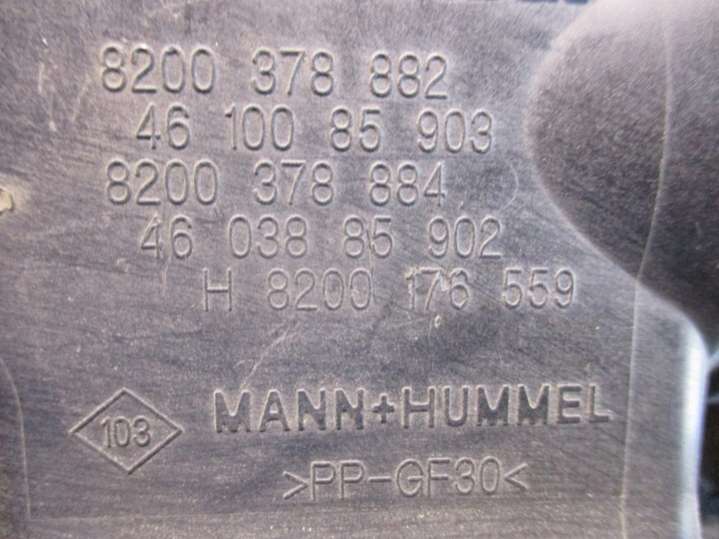 8200 378 882
46 100 85 903
8200 378 884
46 038 85 902
H 8200 176 559
103 MANN+HUMMEL
>PP-GF30<